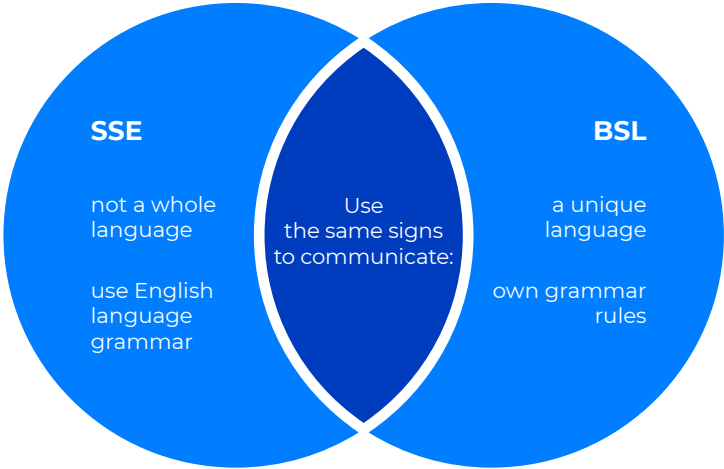 SSE
not a whole
language
use English
language
grammar
Use
the same signs
to communicate:
BSL
a unique
language
own grammar
rules